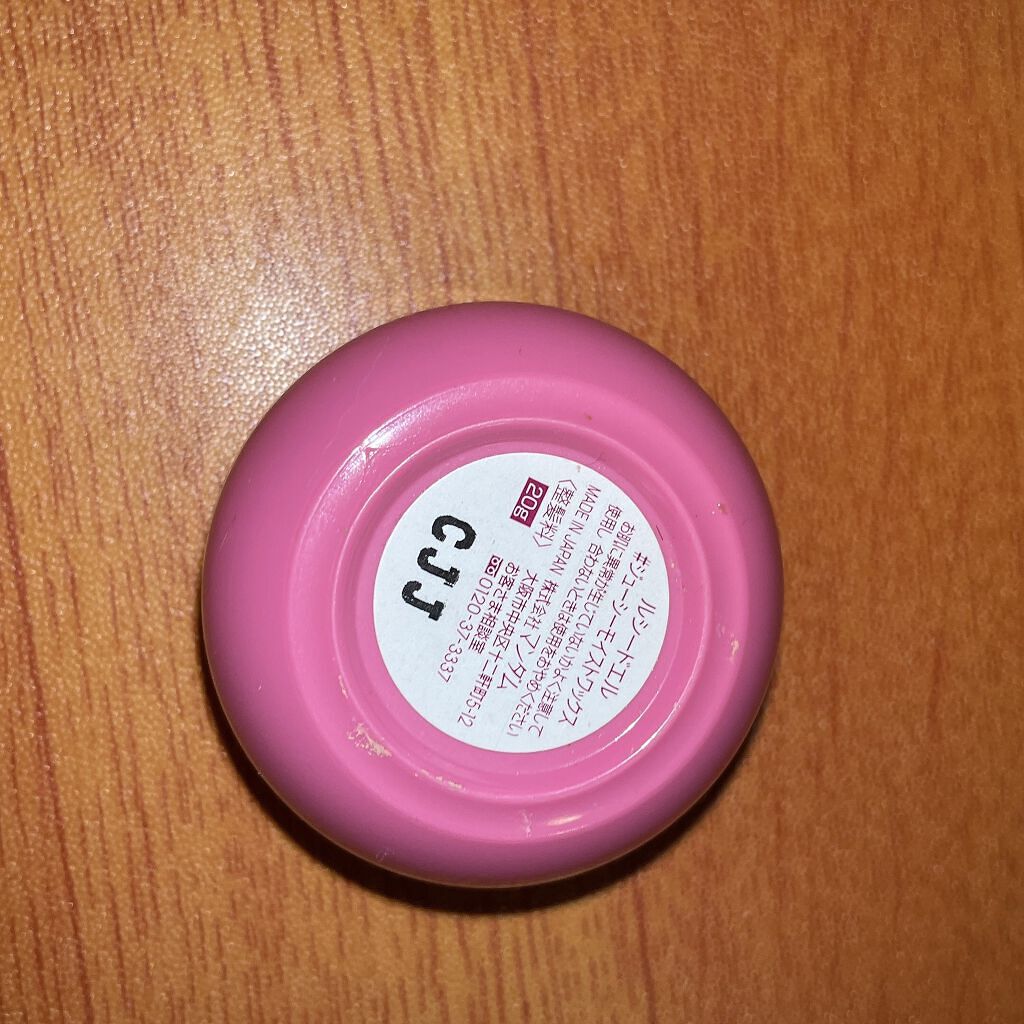 ルシードエル
#ジューシーモイストワックス
お肌に異常が生じていないかよく注意して
使用し 合わないときは使用をおやめください
MADE IN JAPAN 株式会社 マンダム
〈整髪料〉 大阪市中央区十二軒町5-12
20g お客さま相談室
0120-37-3337
CJJ